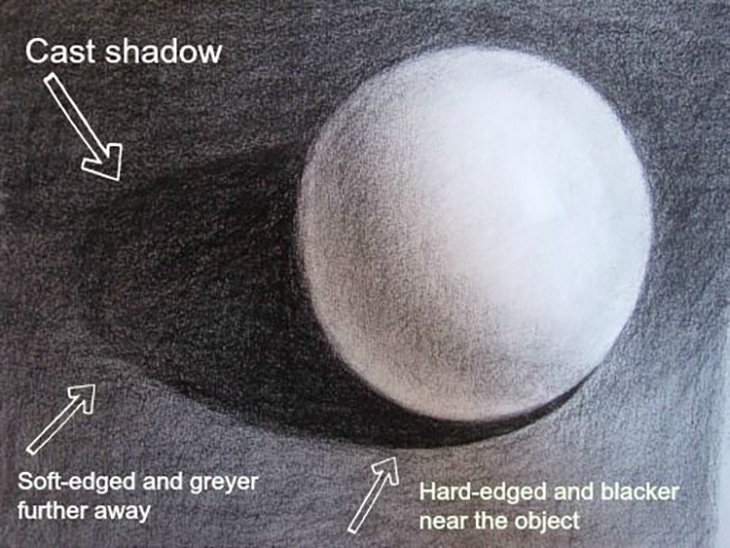 Cast shadow
Soft-edged and greyer
further away
Hard-edged and blacker
near the object